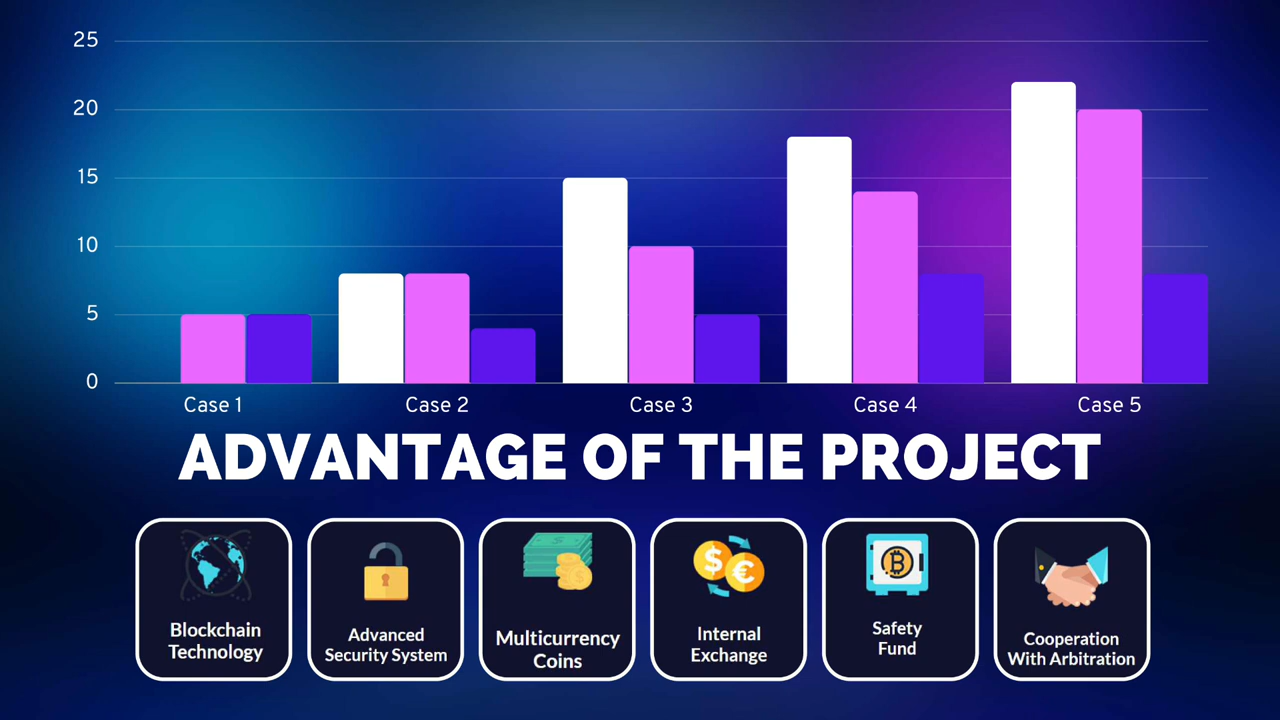 25
20
15
10
5
0
Case 1
Case 2
Case 3
Case 4
Case 5
ADVANTAGE OF THE PROJECT
Blockchain
Technology
Advanced
Security System
Multicurrency
Coins
Internal
Exchange
Safety
Fund
Cooperation
With Arbitration